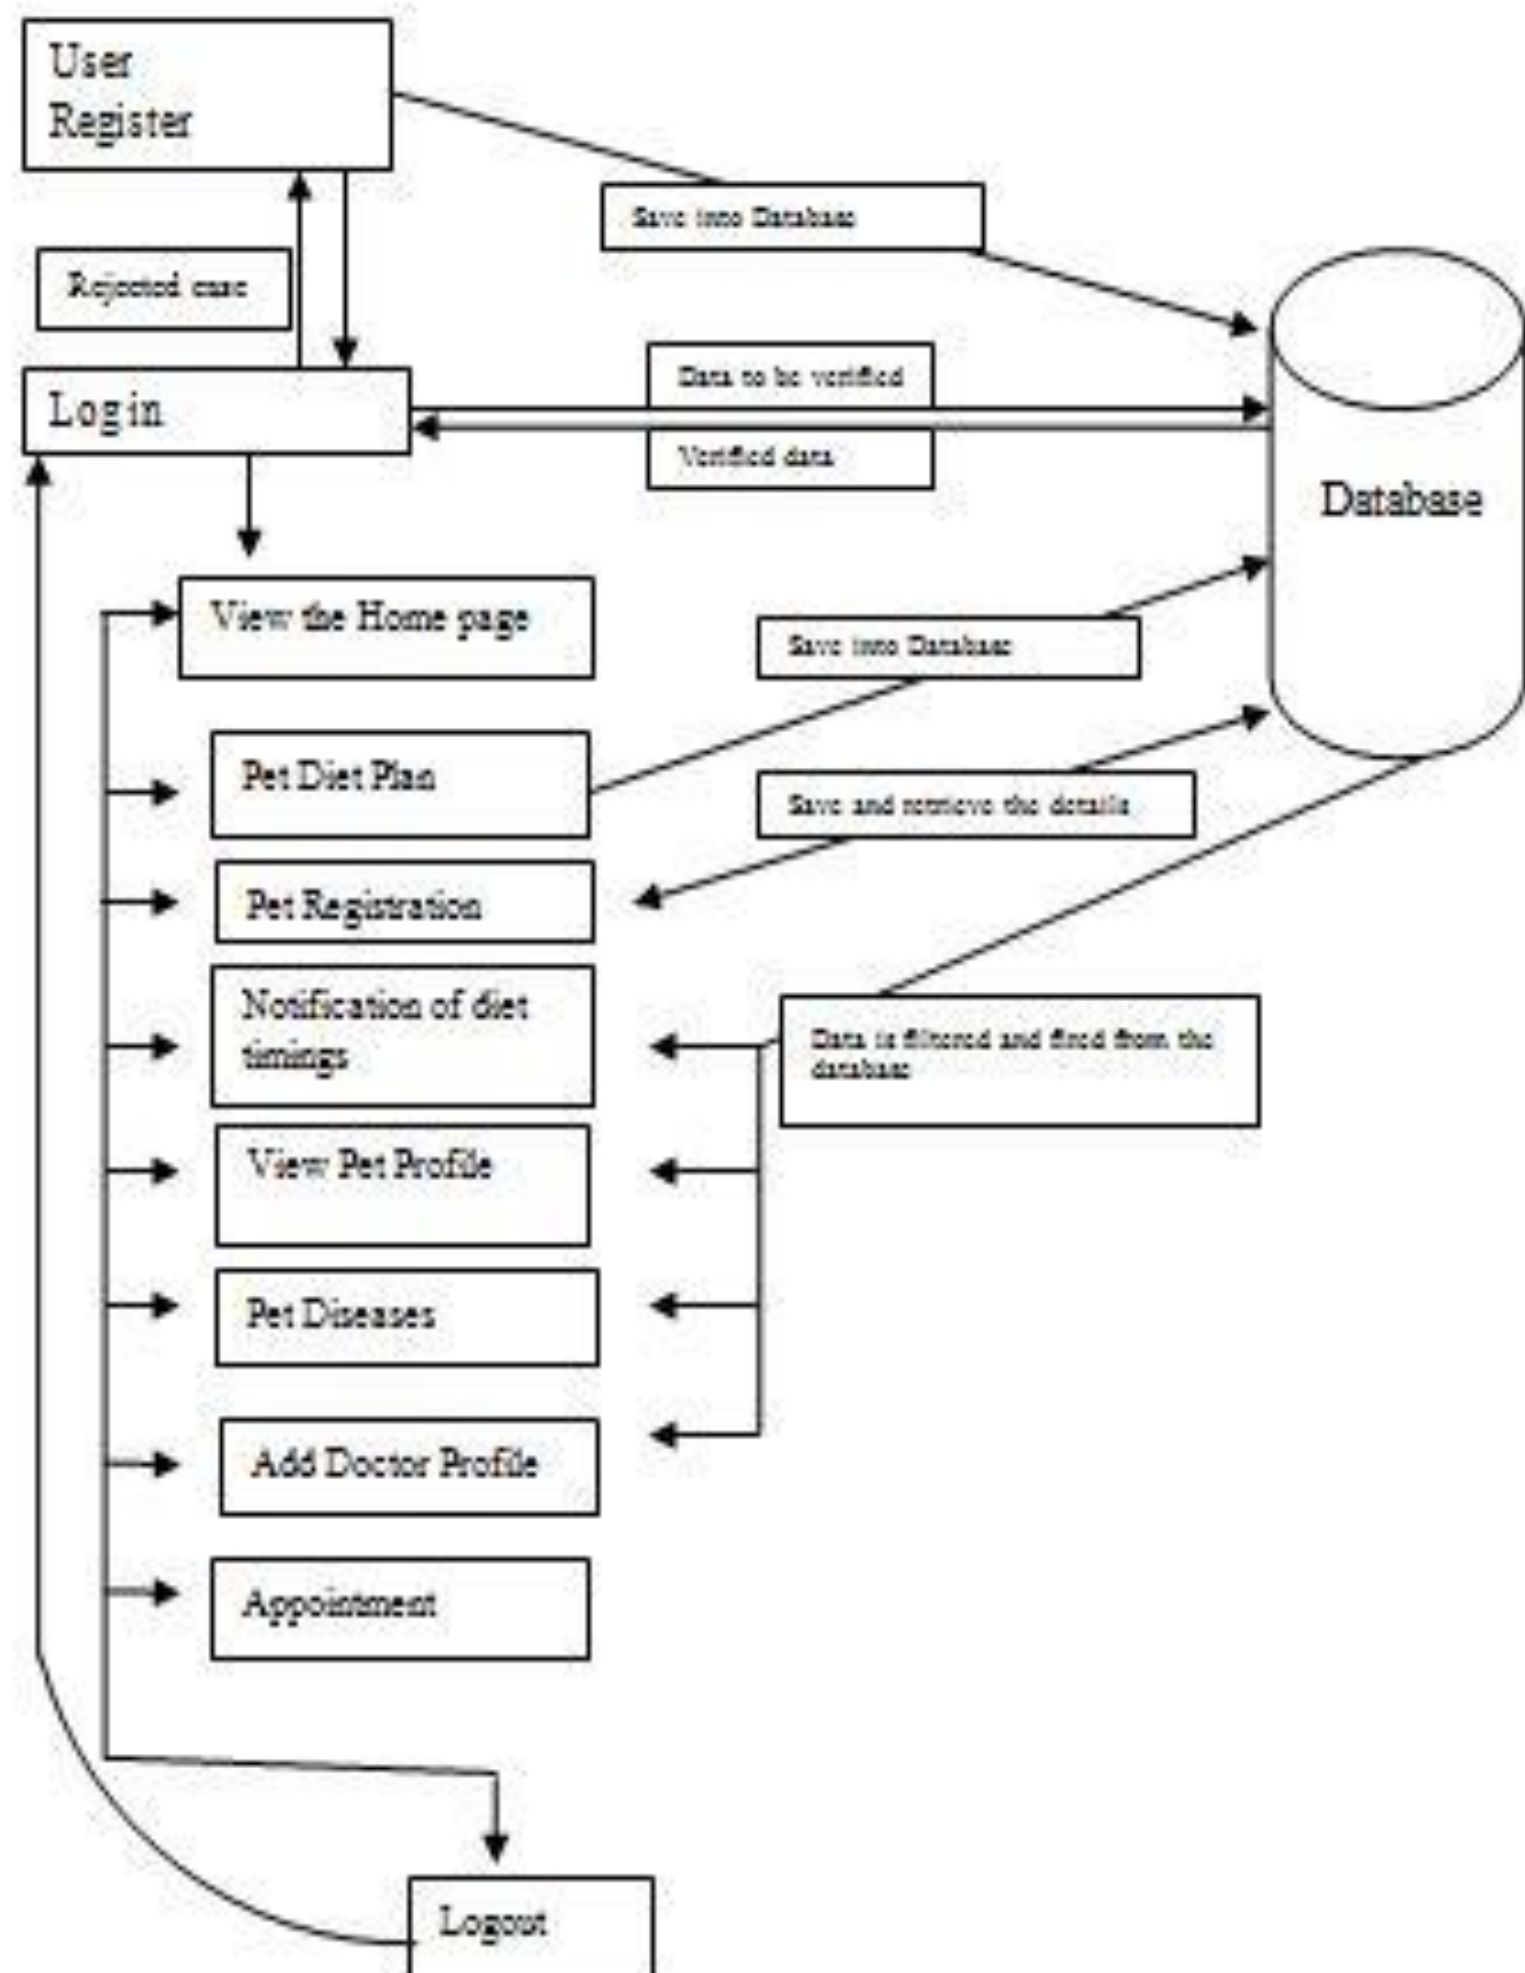 User
Register
Save into Database
Rejected case
Data to be verified
Login
Verified data
Database
View the Home page
Save into Database
Pet Diet Plan
Save and retrieve the details
Pet Registration
Notification of diet
timings
Data is filtered and fired from the
database
View Pet Profile
Pet Diseases
Add Doctor Profile
Appointment
Logout